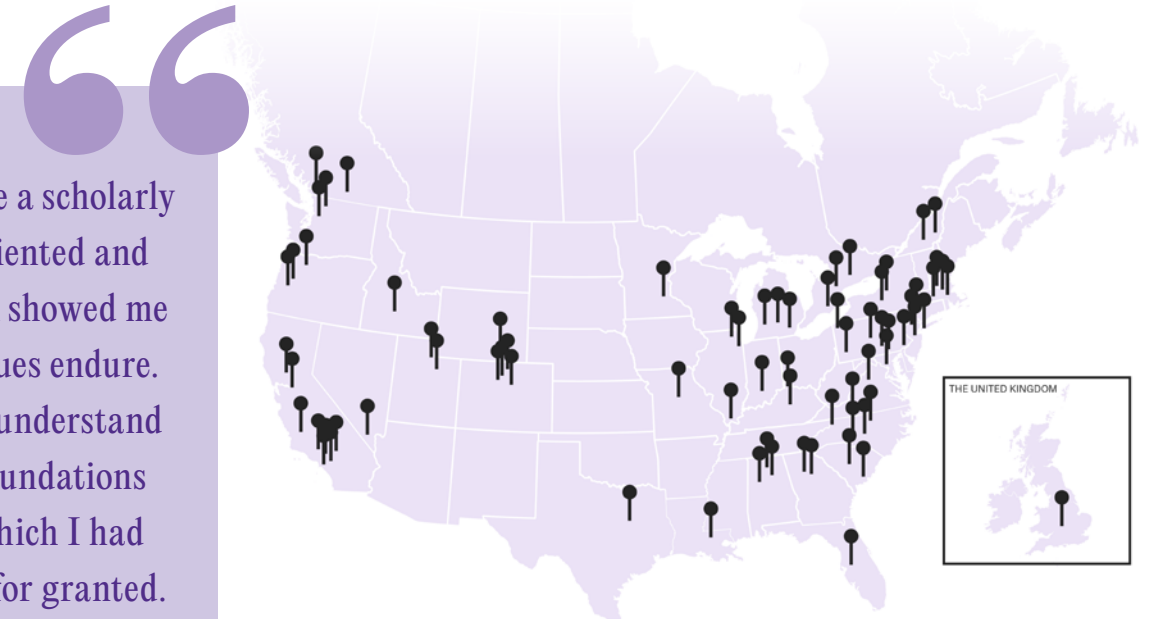 e a scholarly
iented and
showed me
ues endure.
understand
undations
hich I had
for granted.
THE UNITED KINGDOM